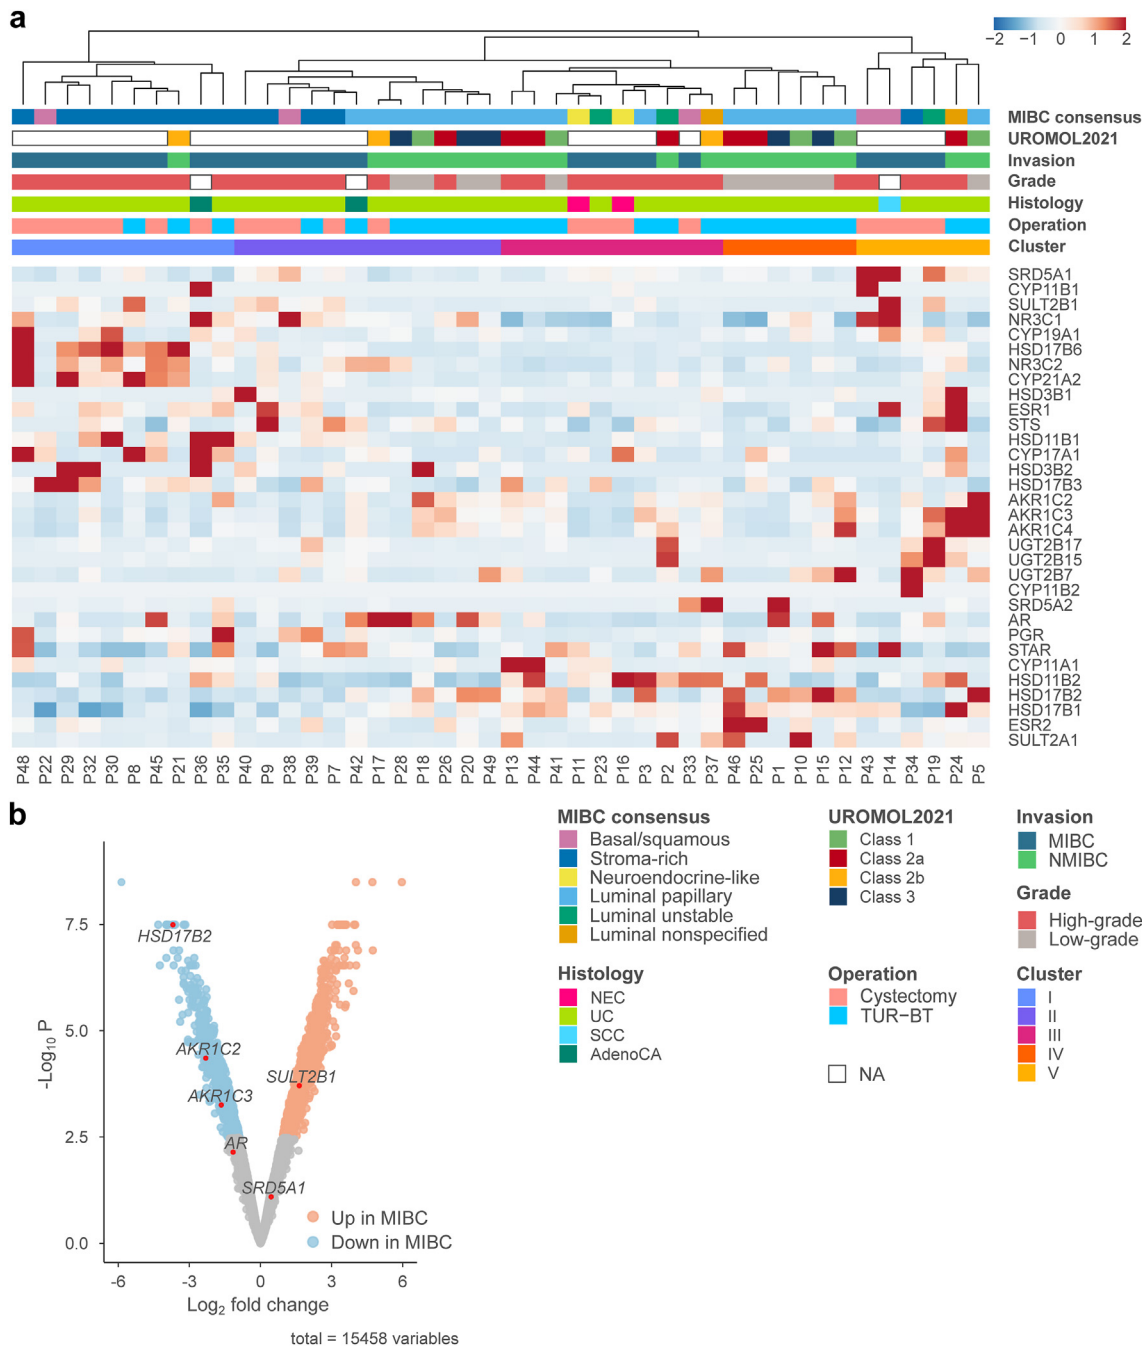 a
−2 −1 0 1 2
MIBC consensus
UROMOL2021
Invasion
Grade
Histology
Operation
Cluster
SRD5A1
CYP11B1
SULT2B1
NR3C1
CYP19A1
HSD17B6
NR3C2
CYP21A2
HSD3B1
ESR1
STS
HSD11B1
CYP17A1
HSD3B2
HSD17B3
AKR1C2
AKR1C3
AKR1C4
UGT2B17
UGT2B15
UGT2B7
CYP11B2
SRD5A2
AR
PGR
STAR
CYP11A1
HSD11B2
HSD17B2
HSD17B1
ESR2
SULT2A1
P48 P22 P29 P32 P30 P8 P45 P21 P36 P35 P40 P9 P38 P39 P7 P42 P17 P28 P18 P26 P20 P49 P13 P44 P41 P11 P23 P16 P3 P2 P33 P37 P46 P25 P1 P10 P15 P12 P43 P14 P34 P19 P24 P5
b
7.5
5.0
2.5
0.0
-Log10 P
HSD17B2
AKR1C2
SULT2B1
AKR1C3
AR
SRD5A1
Up in MIBC
Down in MIBC
-6 -3 0 3 6
Log2 fold change
total = 15458 variables
MIBC consensus
Basal/squamous
Stroma-rich
Neuroendocrine-like
Luminal papillary
Luminal unstable
Luminal nonspecified
UROMOL2021
Class 1
Class 2a
Class 2b
Class 3
Invasion
MIBC
NMIBC
Grade
High-grade
Low-grade
Histology
NEC
UC
SCC
AdenoCA
Operation
Cystectomy
TUR−BT
NA
Cluster
I
II
III
IV
V